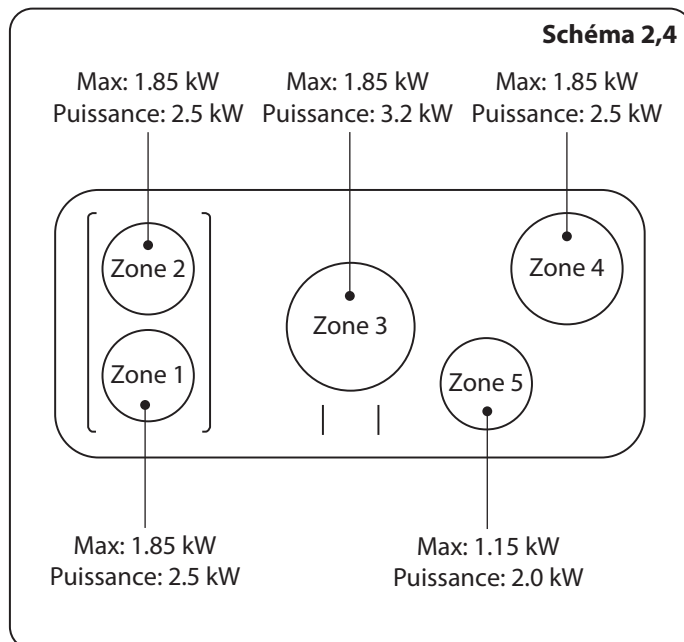 Schéma 2,4
Max: 1.85 kW
Puissance: 2.5 kW
Max: 1.85 kW
Puissance: 3.2 kW
Max: 1.85 kW
Puissance: 2.5 kW
Zone 2
Zone 4
Zone 3
Zone 1
Zone 5
Max: 1.85 kW
Puissance: 2.5 kW
Max: 1.15 kW
Puissance: 2.0 kW